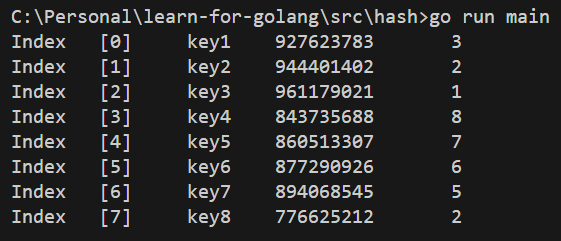 C:\Personal\learn-for-golang\src\hash>go run main
Index [0] key1 927623783 3
Index [1] key2 944401402 2
Index [2] key3 961179021 1
Index [3] key4 843735688 8
Index [4] key5 860513307 7
Index [5] key6 877290926 6
Index [6] key7 894068545 5
Index [7] key8 776625212 2